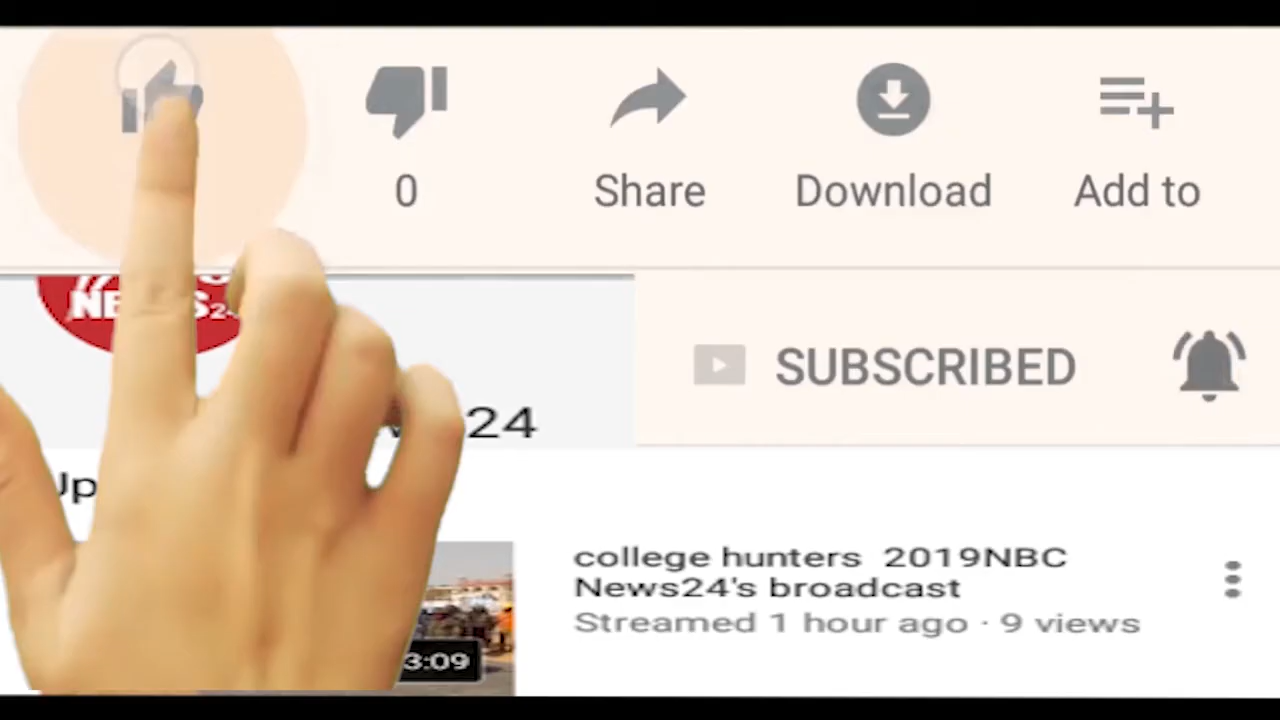 0
Share
Download
Add to
SUBSCRIBED
24
college hunters 2019NBC
News24's broadcast
Streamed 1 hour ago · 9 views
3:09